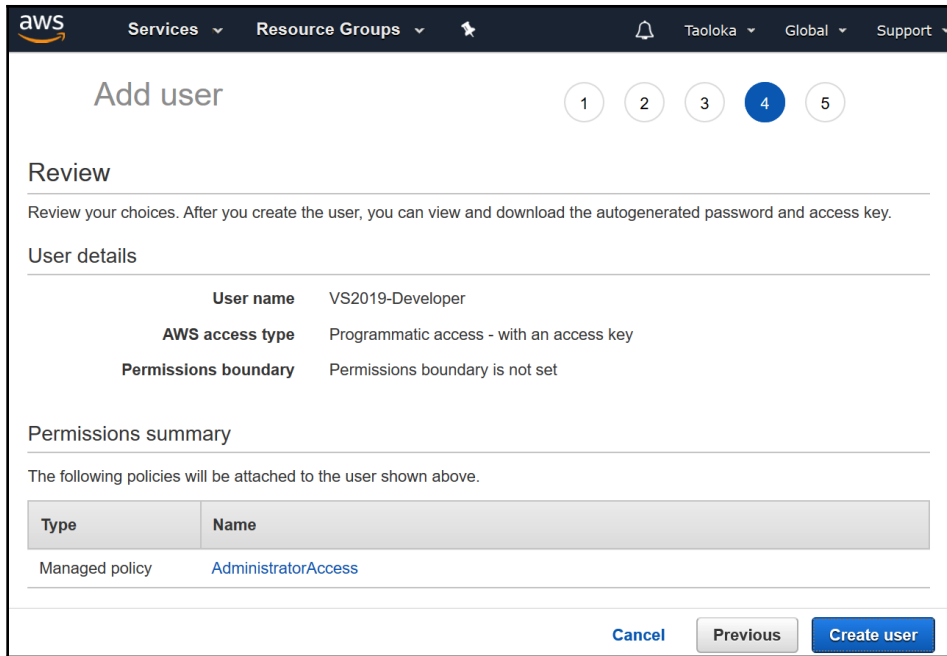 aws Services Resource Groups Taoloka Global Support
Add user 1 2 3 4 5
Review
Review your choices. After you create the user, you can view and download the autogenerated password and access key.
User details
User name VS2019-Developer
AWS access type Programmatic access - with an access key
Permissions boundary Permissions boundary is not set
Permissions summary
The following policies will be attached to the user shown above.
Type Name
Managed policy AdministratorAccess
Cancel Previous Create user